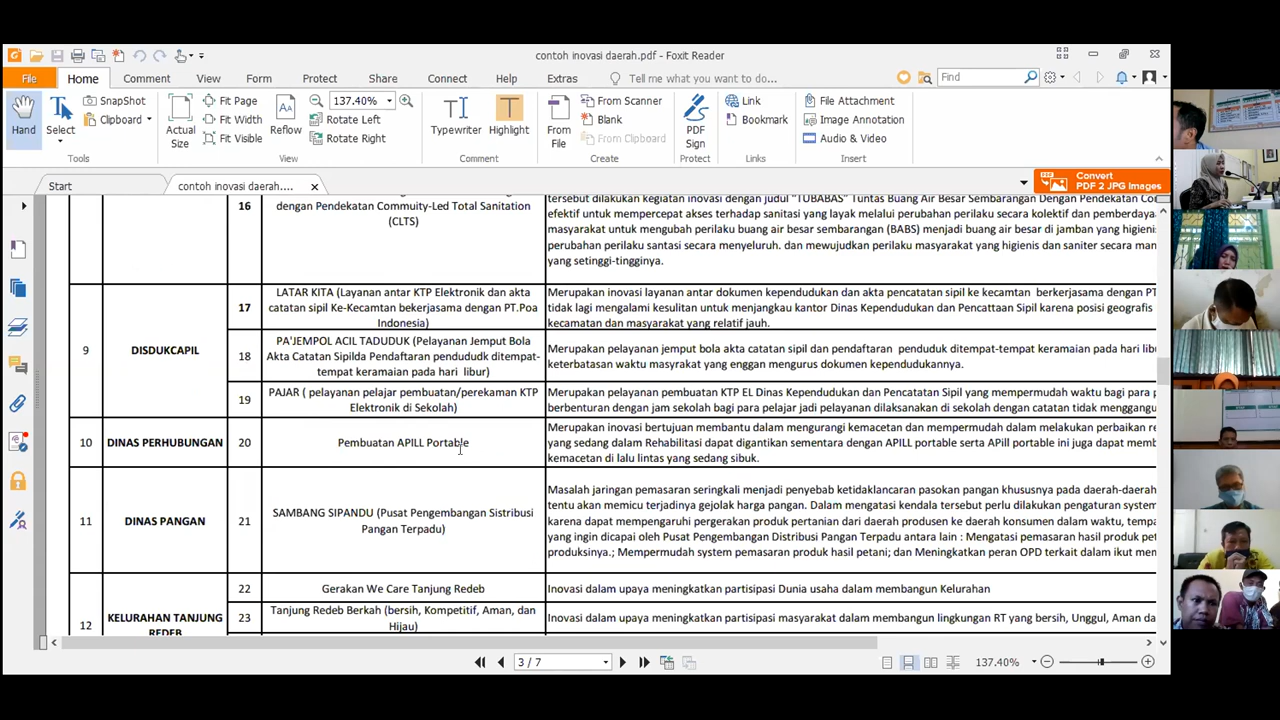 contoh inovasi daerah.pdf - Foxit Reader
File Home Comment View Form Protect Share Connect Help Extras Tell me what you want to do... Find
Hand
Select
SnapShot
Clipboard
Tools
Actual Size
Fit Page
Fit Width
Fit Visible
Reflow
137.40%
Rotate Left
Rotate Right
View
Typewriter
Highlight
Comment
From File
From Scanner
Blank
From Clipboard
Create
PDF Sign
Protect
Link
Bookmark
Links
File Attachment
Image Annotation
Audio & Video
Insert
Start
contoh inovasi daerah....
Convert
PDF 2 JPG Images
16
dengan Pendekatan Commuity-Led Total Sanitation
(CLTS)
tersebut dilakukan kegiatan inovasi dengan judul "TUBABAS" Tuntas Buang Air Besar Sembarangan Dengan Pendekatan Co
efektif untuk mempercepat akses terhadap sanitasi yang layak melalui perubahan perilaku secara kolektif dan pemberdaya
masyarakat untuk mengubah perilaku buang air besar sembarangan (BABS) menjadi buang air besar di jamban yang higieni
perubahan perilaku santasi secara menyeluruh. dan mewujudkan perilaku masyarakat yang higienis dan saniter secara man
yang setinggi-tingginya.
9
DISDUKCAPIL
17
LATAR KITA (Layanan antar KTP Elektronik dan akta
catatan sipil Ke-Kecamtan bekerjasama dengan PT.Poa
Indonesia)
Merupakan inovasi layanan antar dokumen kependudukan dan akta pencatatan sipil ke kecamtan berkerjasama dengan PT
tidak lagi mengalami kesulitan untuk menjangkau kantor Dinas Kependudukan dan Pencattaan Sipil karena posisi geografis
kecamatan dan masyarakat yang relatif jauh.
18
PA'JEMPOL ACIL TADUDUK (Pelayanan Jemput Bola
Akta Catatan Sipilda Pendaftaran pendududk ditempat-
tempat keramaian pada hari libur)
Merupakan pelayanan jemput bola akta catatan sipil dan pendaftaran penduduk ditempat-tempat keramaian pada hari lib
keterbatasan waktu masyrakat yang enggan mengurus dokumen kependudukannya.
19
PAJAR ( pelayanan pelajar pembuatan/perekaman KTP
Elektronik di Sekolah)
Merupakan pelayanan pembuatan KTP EL Dinas Kependudukan dan Pencatatan Sipil yang mempermudah waktu bagi para p
berbenturan dengan jam sekolah bagi para pelajar jadi pelayanan dilaksanakan di sekolah dengan catatan tidak menggangu
10
DINAS PERHUBUNGAN
20
Pembuatan APILL Portable
Merupakan inovasi bertujuan membantu dalam mengurangi kemacetan dan mempermudah dalam melakukan perbaikan re
yang sedang dalam Rehabilitasi dapat digantikan sementara dengan APILL portable serta APill portable ini juga dapat memb
kemacetan di lalu lintas yang sedang sibuk.
11
DINAS PANGAN
21
SAMBANG SIPANDU (Pusat Pengembangan Sistribusi
Pangan Terpadu)
Masalah jaringan pemasaran seringkali menjadi penyebab ketidaklancaran pasokan pangan khususnya pada daerah-daerah
tentu akan memicu terjadinya gejolak harga pangan. Dalam mengatasi kendala tersebut perlu dilakukan pengaturan system
karena dapat mempengaruhi pergerakan produk pertanian dari daerah produsen ke daerah konsumen dalam waktu, tempa
yang ingin dicapai oleh Pusat Pengembangan Distribusi Pangan Terpadu antara lain : Mengatasi pemasaran hasil produk pet
produksinya.; Mempermudah system pemasaran produk hasil petani; dan Meningkatkan peran OPD terkait dalam ikut men
12
KELURAHAN TANJUNG
REDEB
22
Gerakan We Care Tanjung Redeb
Inovasi dalam upaya meningkatkan partisipasi Dunia usaha dalam membangun Kelurahan
23
Tanjung Redeb Berkah (bersih, Kompetitif, Aman, dan
Hijau)
Inovasi dalam upaya meningkatkan partisipasi masyarakat dalam membangun lingkungan RT yang bersih, Unggul, Aman da
3 / 7
137.40%